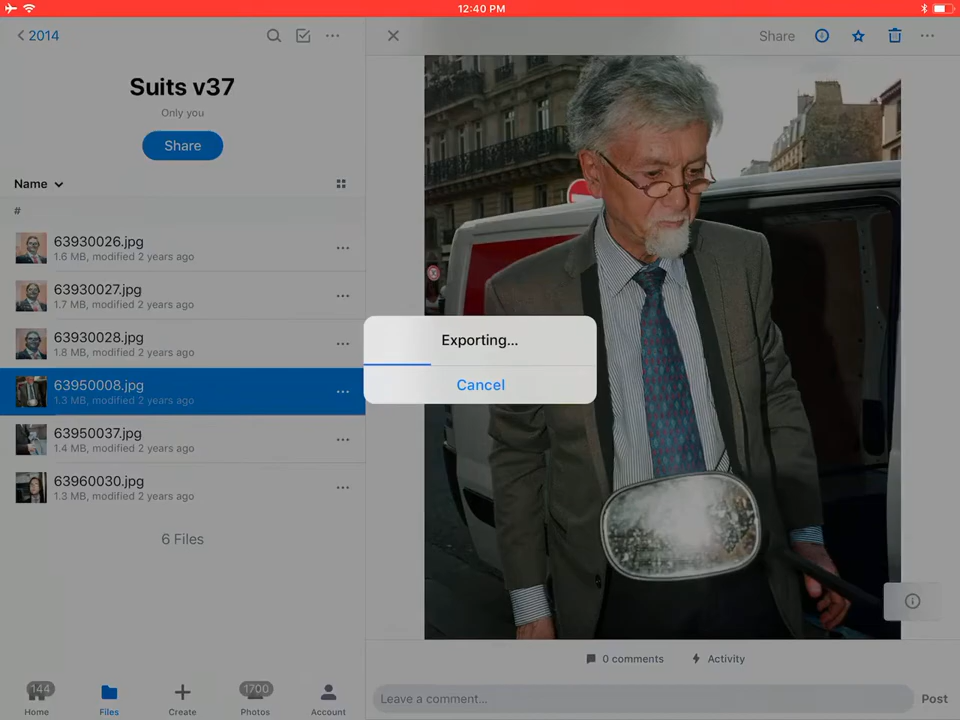 12:40 PM
2014
Share
Suits v37
Only you
Share
Name
#
63930026.jpg
1.6 MB, modified 2 years ago
63930027.jpg
1.7 MB, modified 2 years ago
63930028.jpg
1.8 MB, modified 2 years ago
63950008.jpg
1.3 MB, modified 2 years ago
63950037.jpg
1.4 MB, modified 2 years ago
63960030.jpg
1.3 MB, modified 2 years ago
6 Files
Exporting...
Cancel
0 comments
Activity
Leave a comment...
Post
144
1700
Home
Files
Create
Photos
Account